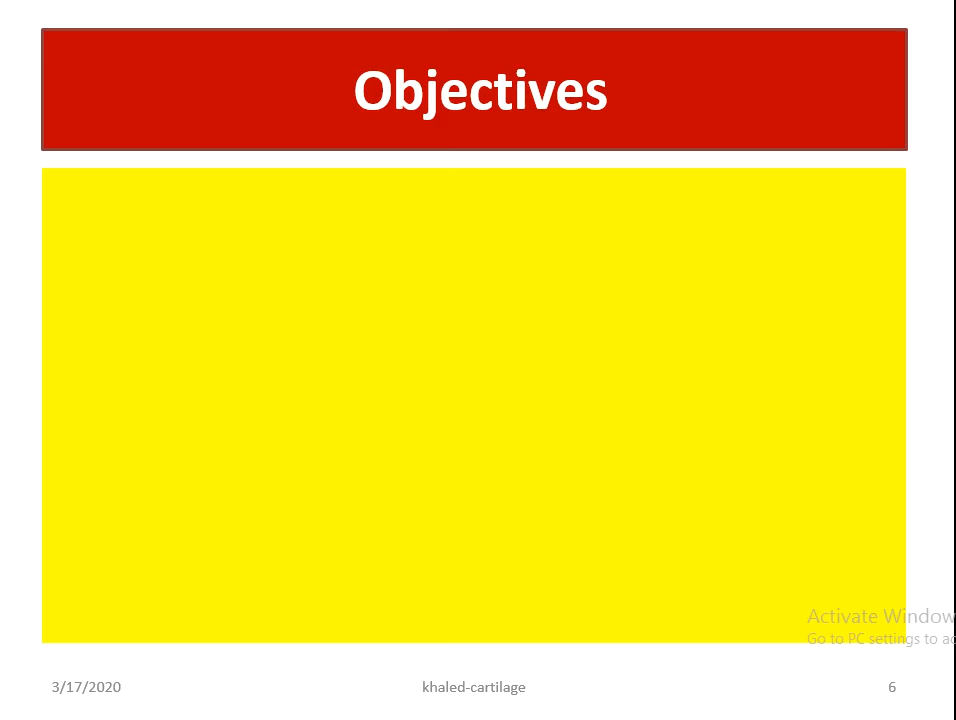 Objectives
Activate Window
Go to PC settings to ac
3/17/2020
khaled-cartilage
6